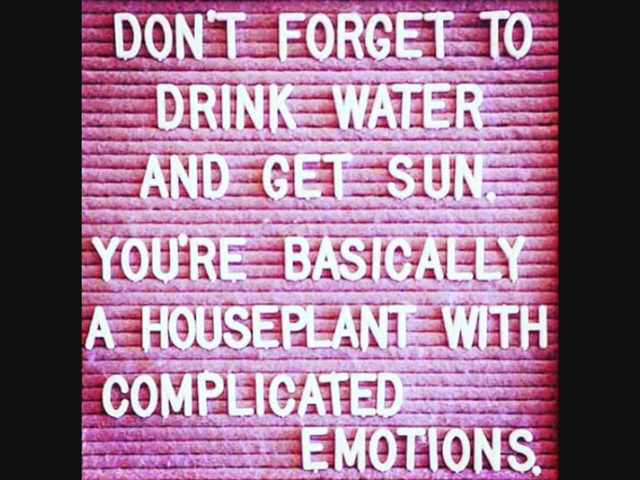 DON'T FORGET TO
DRINK WATER
AND GET SUN.
YOU'RE BASICALLY
A HOUSEPLANT WITH
COMPLICATED
EMOTIONS.